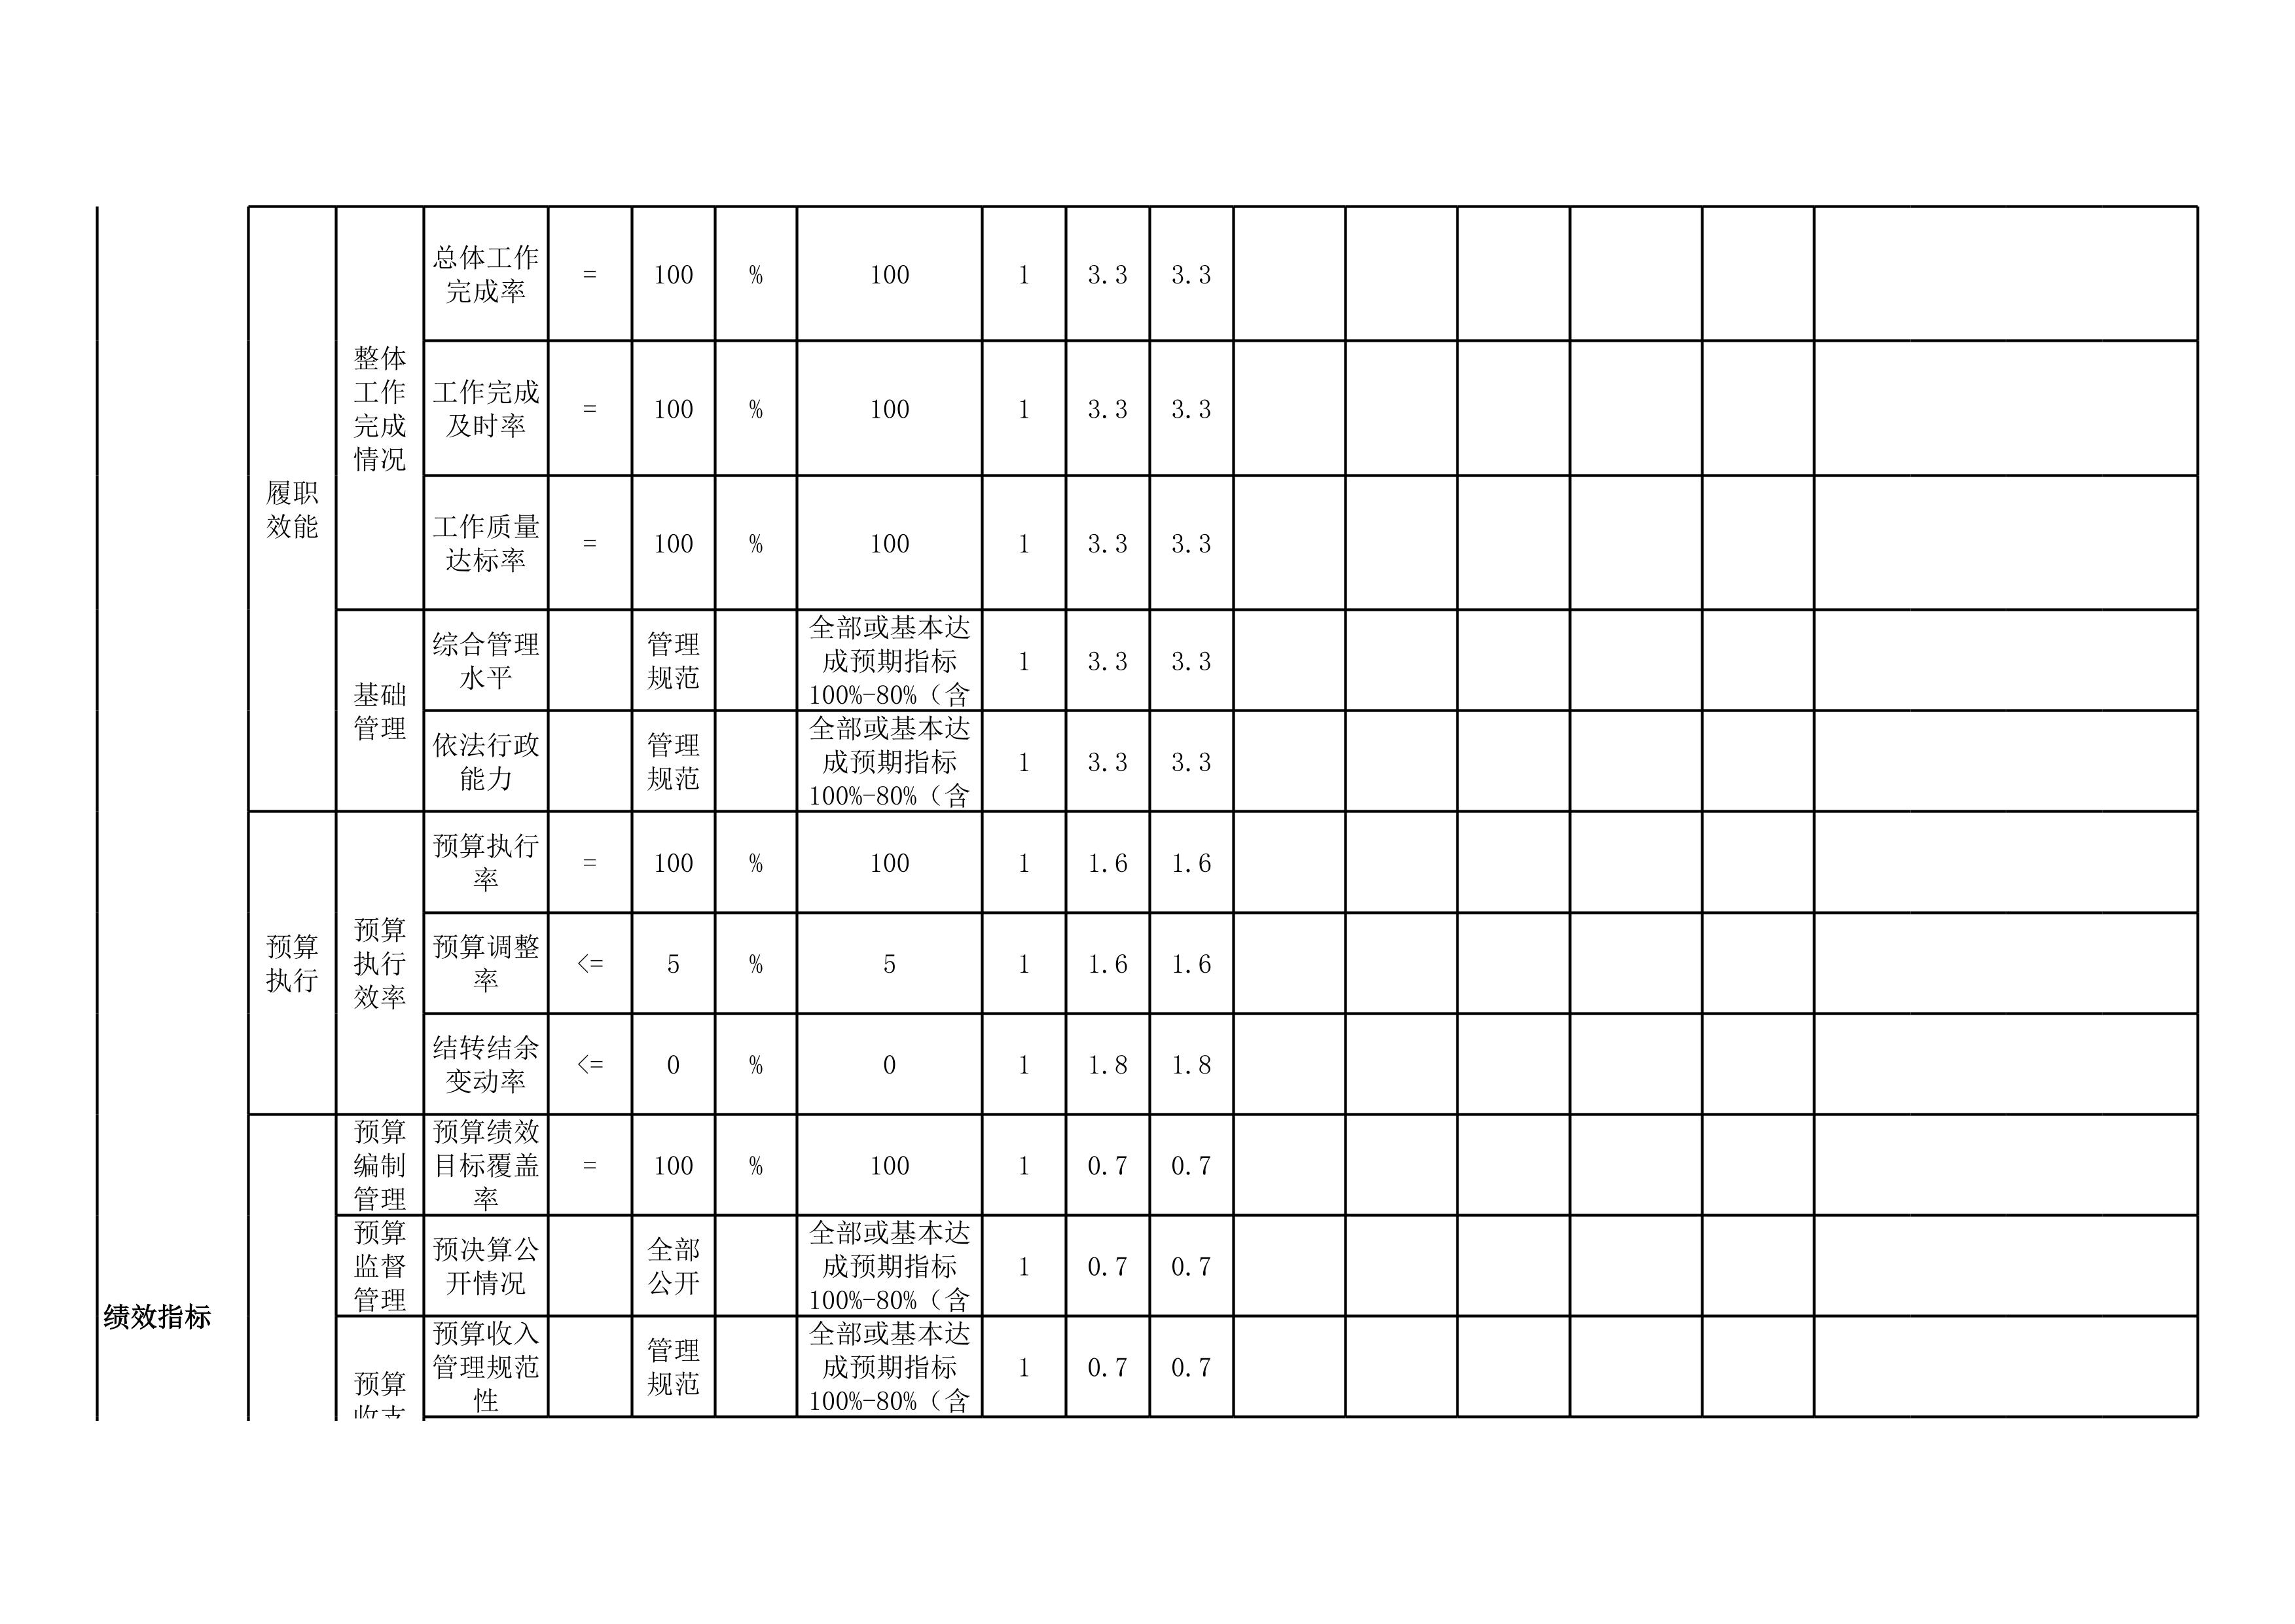 总体工作
完成率
=
100
%
100
1
3.3
3.3
整体
工作
完成
情况
工作完成
及时率
=
100
%
100
1
3.3
3.3
履职
效能
工作质量
达标率
=
100
%
100
1
3.3
3.3
基础
管理
综合管理
水平
管理
规范
全部或基本达
成预期指标
100%-80%（含
1
3.3
3.3
依法行政
能力
管理
规范
全部或基本达
成预期指标
100%-80%（含
1
3.3
3.3
预算
执行
预算
执行
效率
预算执行
率
=
100
%
100
1
1.6
1.6
预算调整
率
<=
5
%
5
1
1.6
1.6
结转结余
变动率
<=
0
%
0
1
1.8
1.8
预算
编制
管理
预算绩效
目标覆盖
率
=
100
%
100
1
0.7
0.7
预算
监督
管理
预决算公
开情况
全部
公开
全部或基本达
成预期指标
100%-80%（含
1
0.7
0.7
绩效指标
预算
收支
预算收入
管理规范
性
管理
规范
全部或基本达
成预期指标
100%-80%（含
1
0.7
0.7